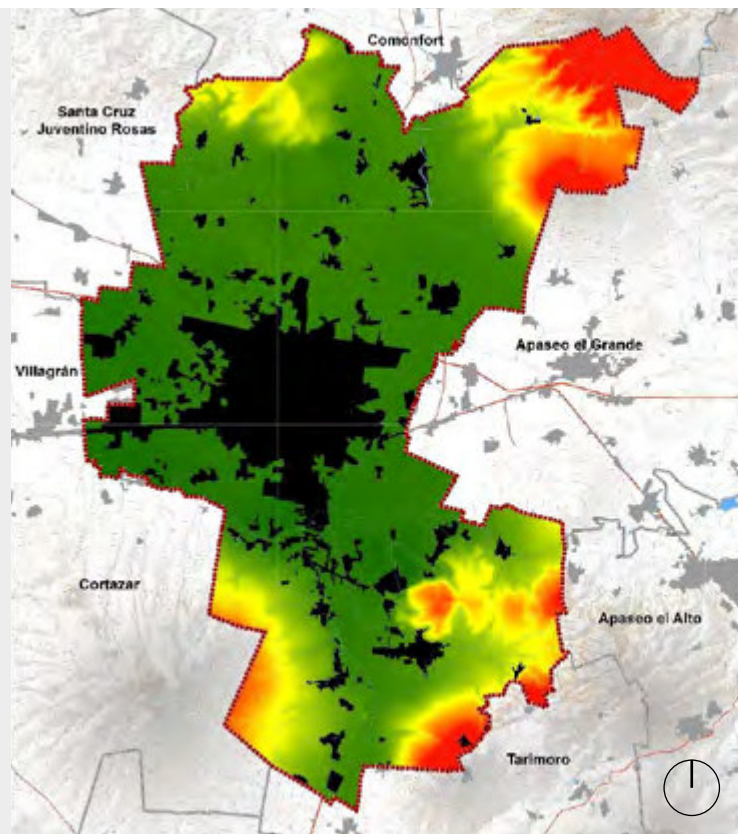 Comonfort
Santa Cruz
Juventino Rosas
Apaseo el Grande
Villagrán
Cortazar
Apaseo el Alto
Tarimoro